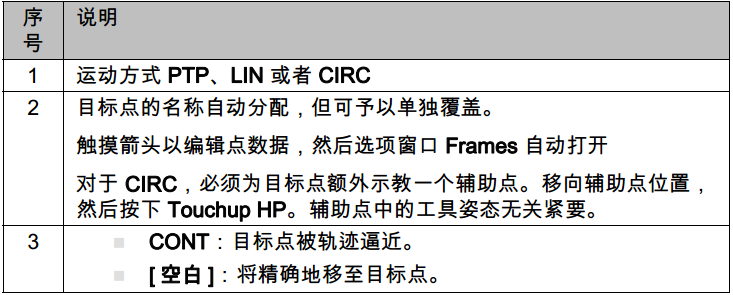 序号 说明
1 运动方式 PTP、LIN 或者 CIRC
2 目标点的名称自动分配，但可予以单独覆盖。
触摸箭头以编辑点数据，然后选项窗口 Frames 自动打开
对于 CIRC，必须为目标点额外示教一个辅助点。移向辅助点位置，
然后按下 Touchup HP。辅助点中的工具姿态无关紧要。
3 ■ CONT：目标点被轨迹逼近。
■ [ 空白 ]：将精确地移至目标点。